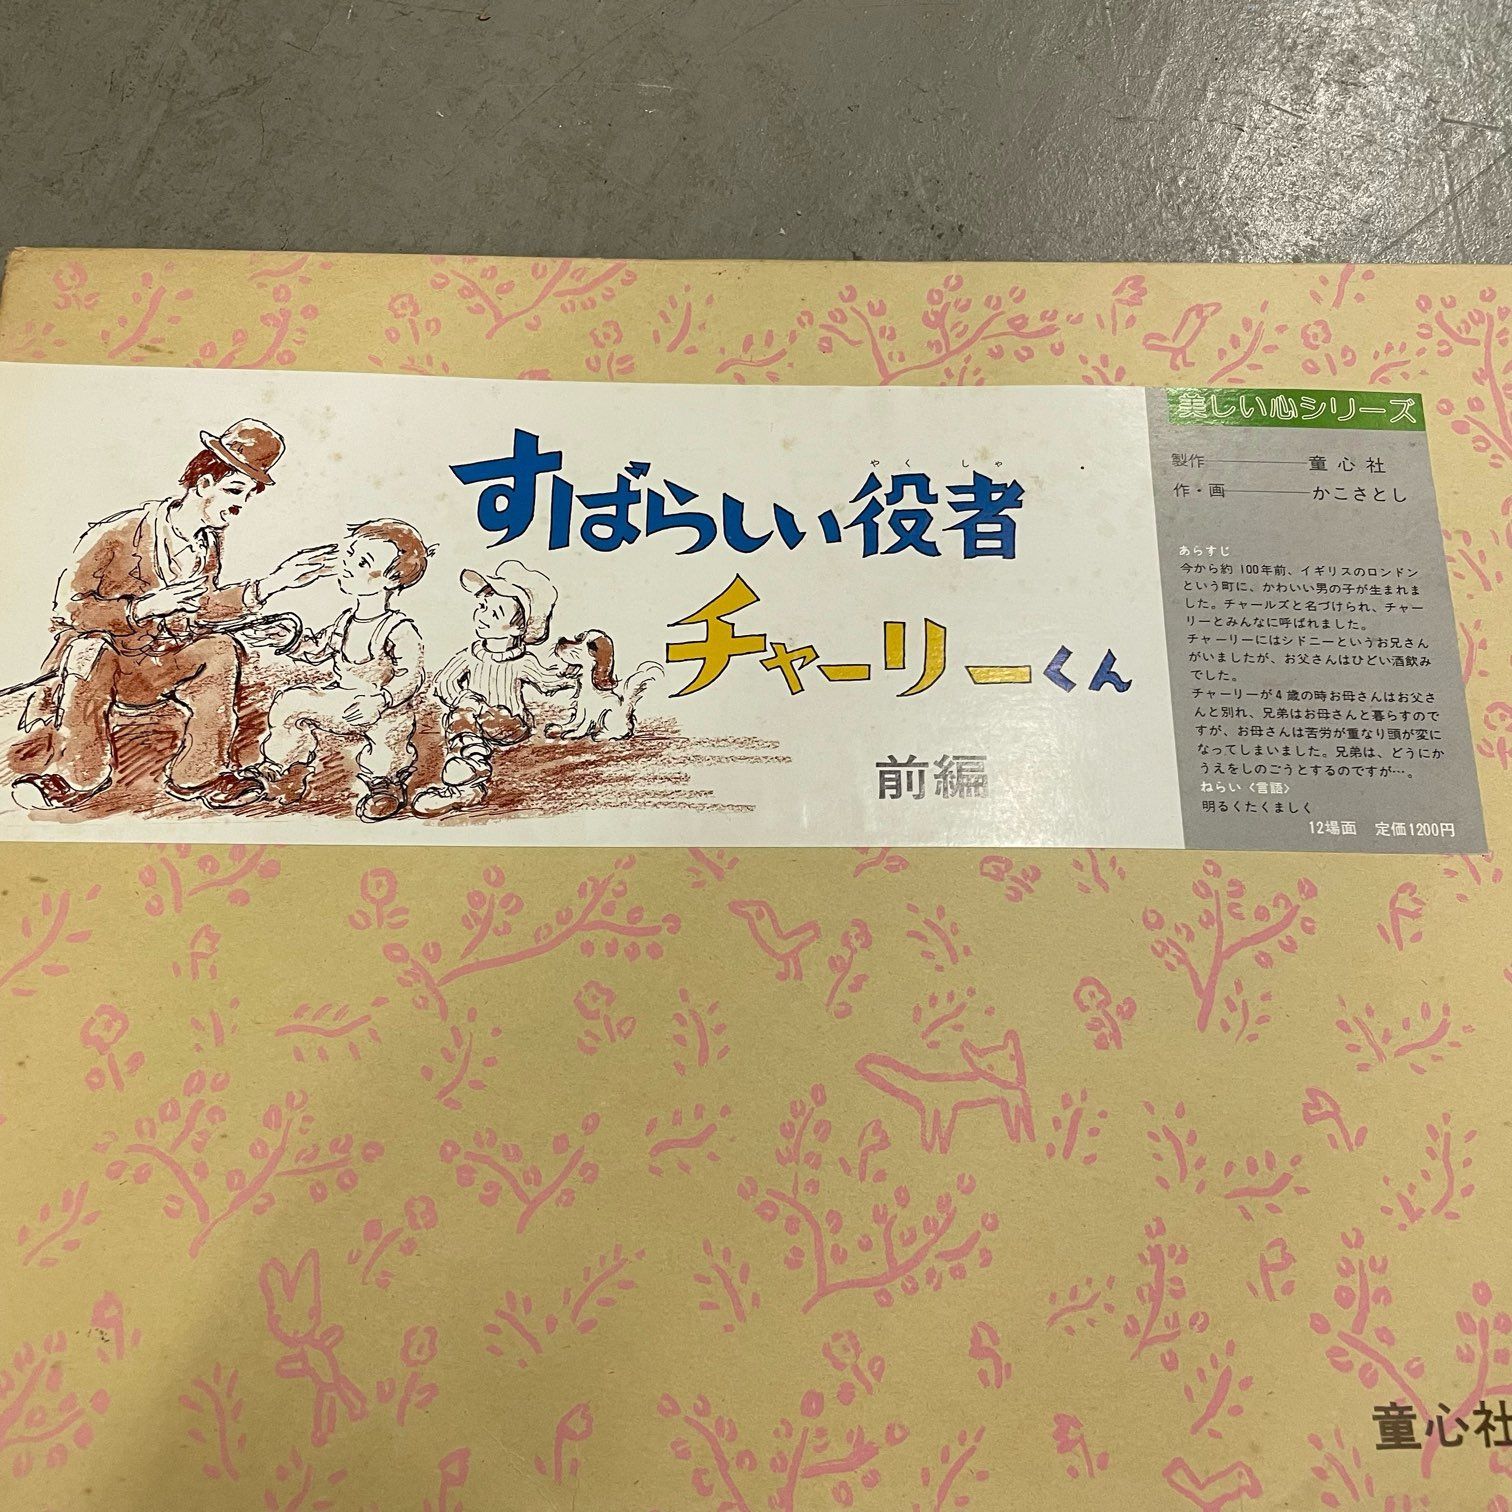 やくしゃ
すばらしい役者
チャーリーくん
前編
美しい心シリーズ
製作―――――童心社
作・画――――かこさとし
あらすじ
今から約100年前、イギリスのロンドン
という町に、かわいい男の子が生まれま
した。チャールズと名づけられ、チャー
リーとみんなに呼ばれました。
チャーリーにはシドニーというお兄さん
がいましたが、お父さんはひどい酒飲み
でした。
チャーリーが4歳の時お母さんはお父さ
んと別れ、兄弟はお母さんと暮らすので
すが、お母さんは苦労が重なり頭が変に
なってしまいました。兄弟は、どうにか
うえをしのごうとするのですが…。
ねらい〈言語〉
明るくたくましく
12場面 定価1200円
童心社